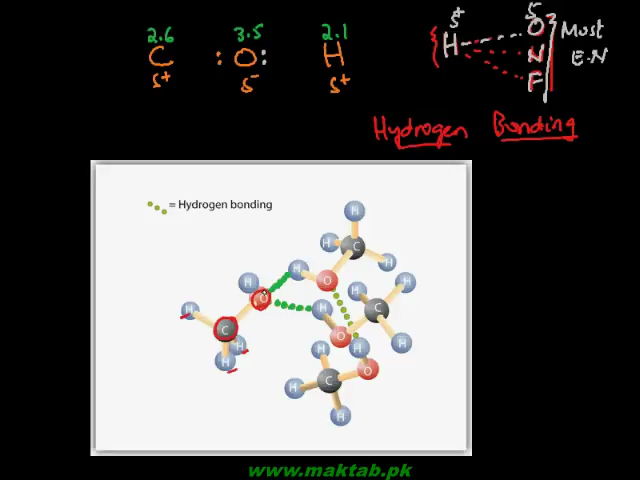 2.6 3.5 2.1
C :O: H
δ+ δ- δ+
δ+ δ-
H O
N
F
Most
E.N
Hydrogen Bonding
= Hydrogen bonding
H
H C
H H
H O H H
H O H C
C O H H
H H H
H C O
H
www.maktab.pk